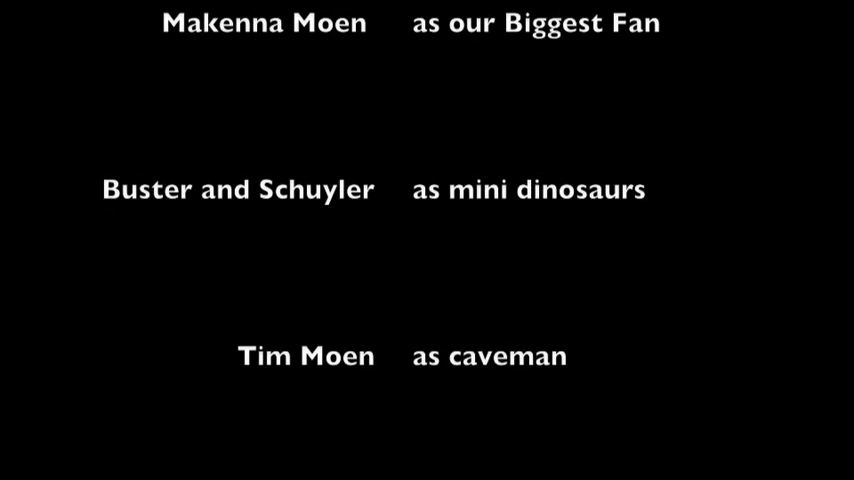 Makenna Moen as our Biggest Fan
Buster and Schuyler as mini dinosaurs
Tim Moen as caveman